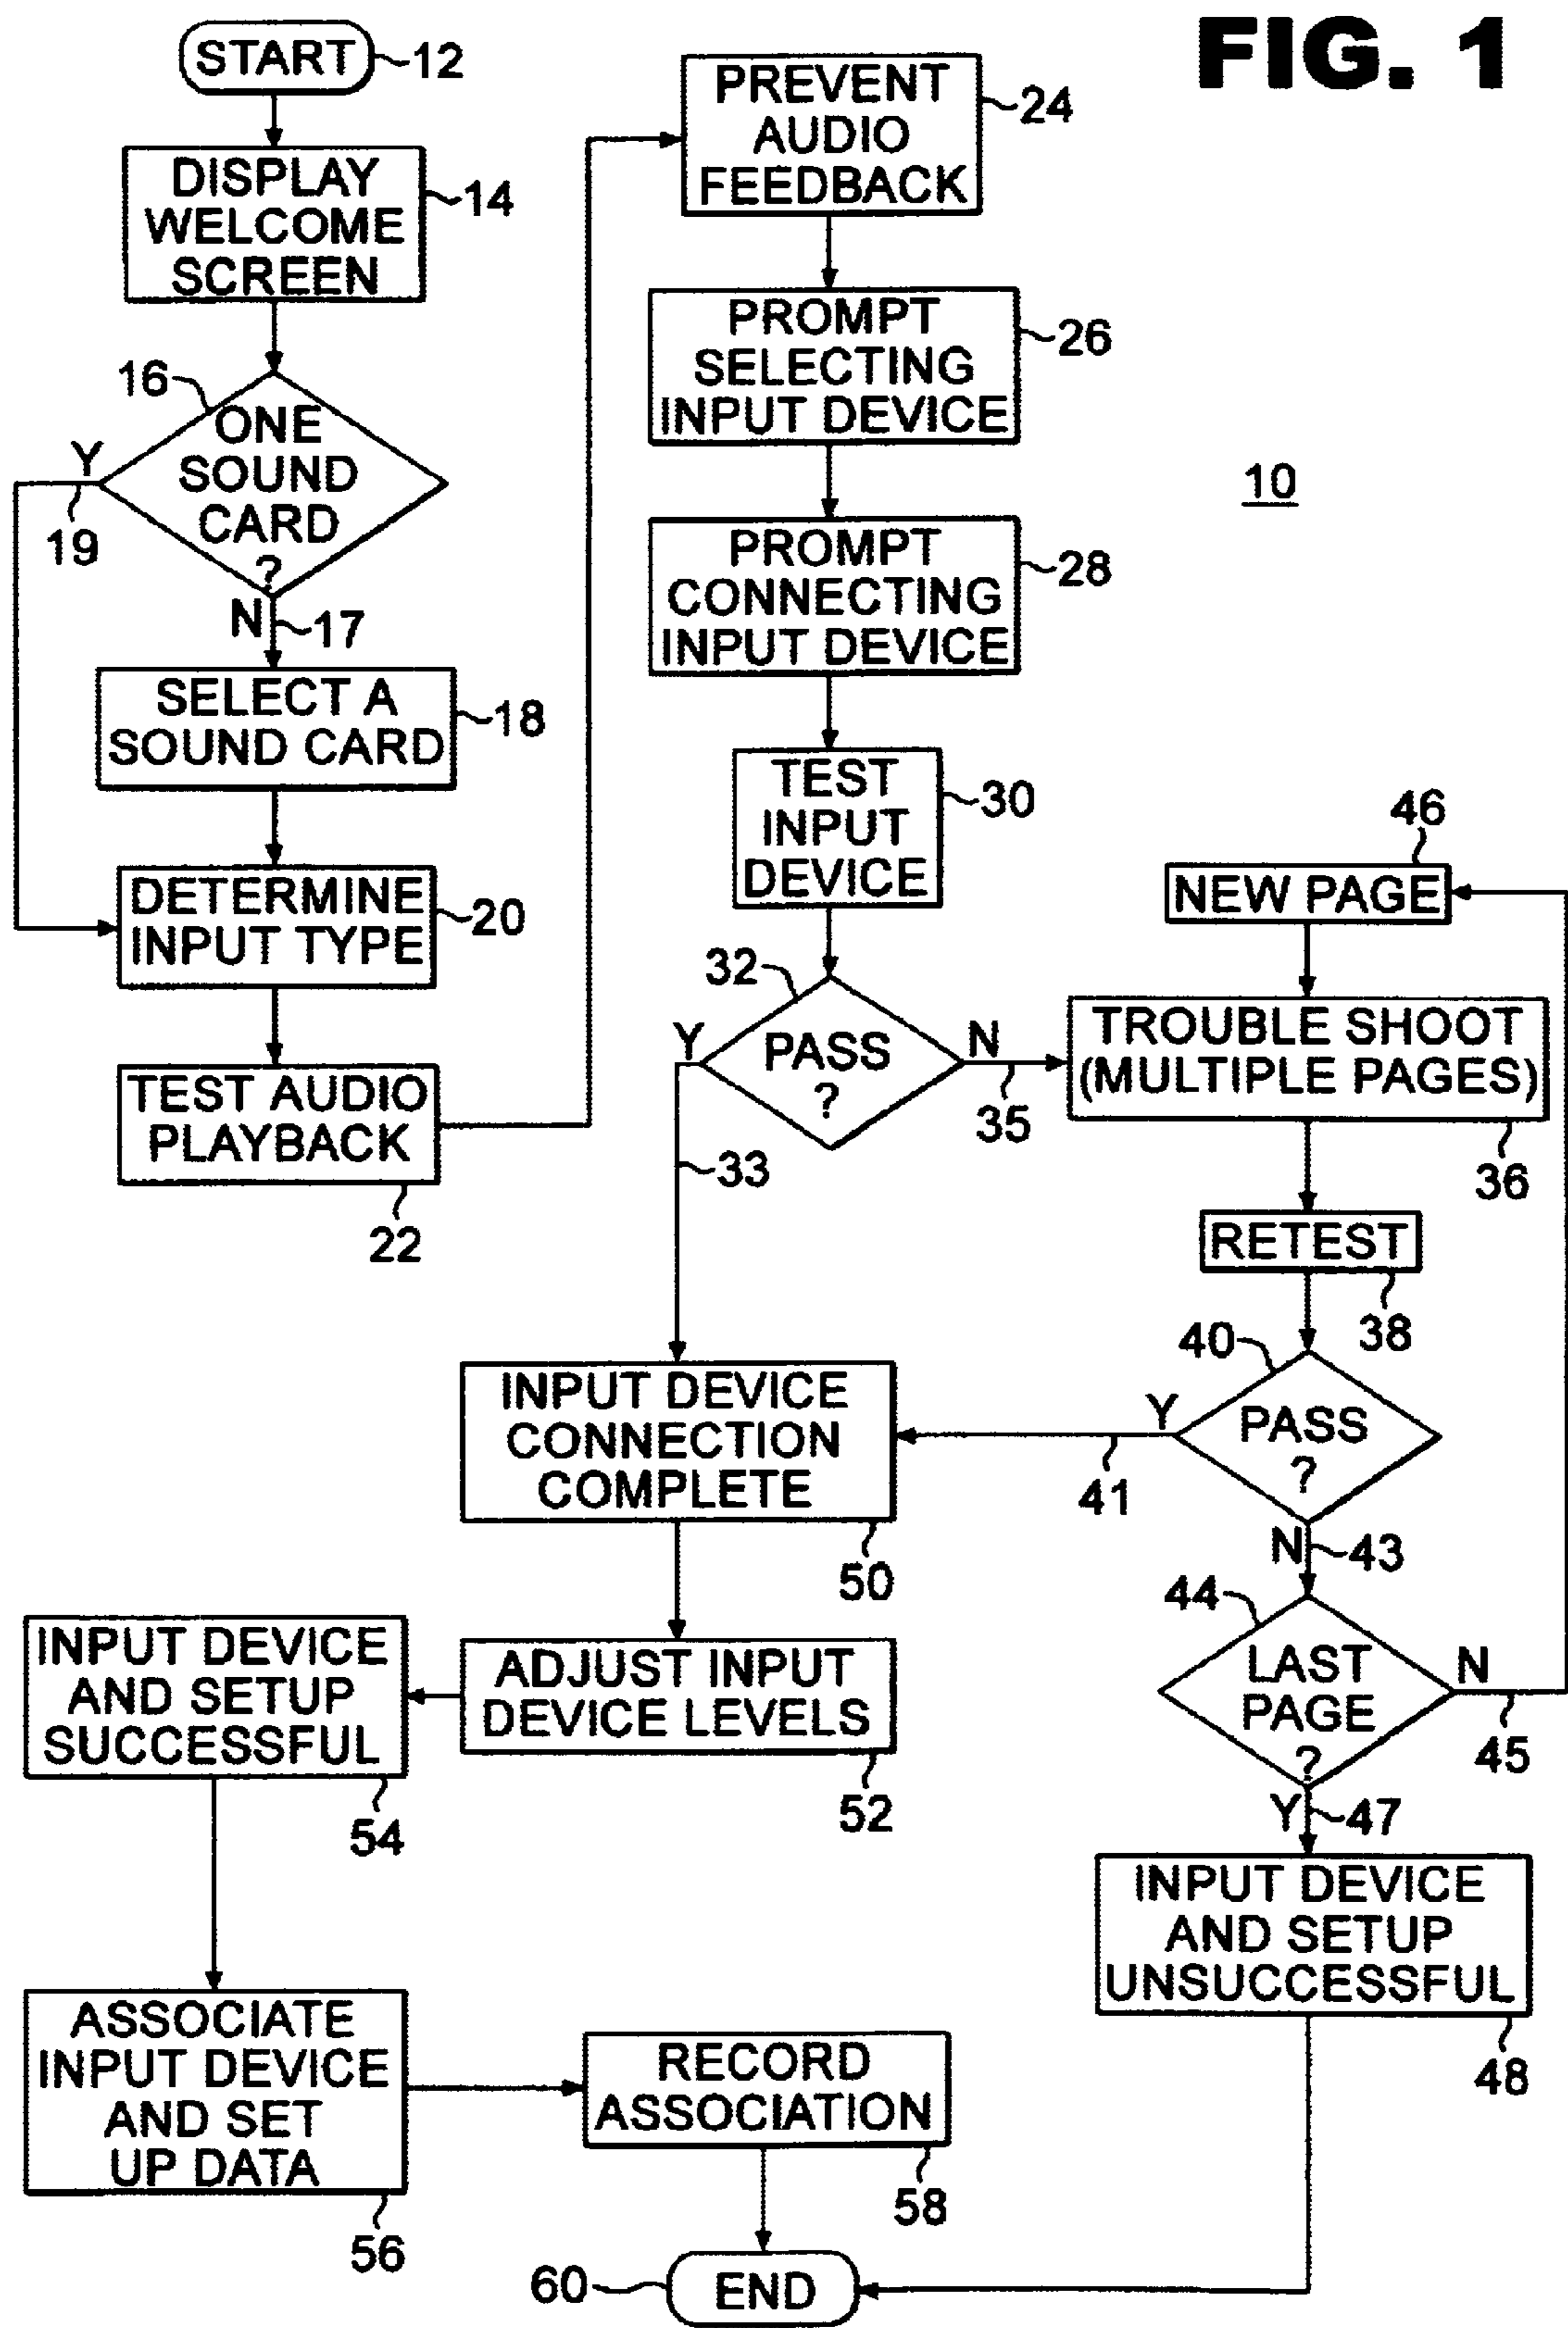 FIG. 1
START
12
DISPLAY
WELCOME
SCREEN
14
16
ONE
SOUND
CARD
?
Y
19
N
17
SELECT A
SOUND CARD
18
DETERMINE
INPUT TYPE
20
TEST AUDIO
PLAYBACK
22
PREVENT
AUDIO
FEEDBACK
24
PROMPT
SELECTING
INPUT DEVICE
26
10
PROMPT
CONNECTING
INPUT DEVICE
28
TEST
INPUT
DEVICE
30
32
PASS
?
Y
33
N
35
46
NEW PAGE
TROUBLE SHOOT
(MULTIPLE PAGES)
36
RETEST
38
40
PASS
?
Y
41
N
43
44
LAST
PAGE
?
N
45
Y
47
INPUT DEVICE
AND SETUP
UNSUCCESSFUL
48
INPUT DEVICE
CONNECTION
COMPLETE
50
ADJUST INPUT
DEVICE LEVELS
52
INPUT DEVICE
AND SETUP
SUCCESSFUL
54
ASSOCIATE
INPUT DEVICE
AND SET
UP DATA
56
RECORD
ASSOCIATION
58
60
END